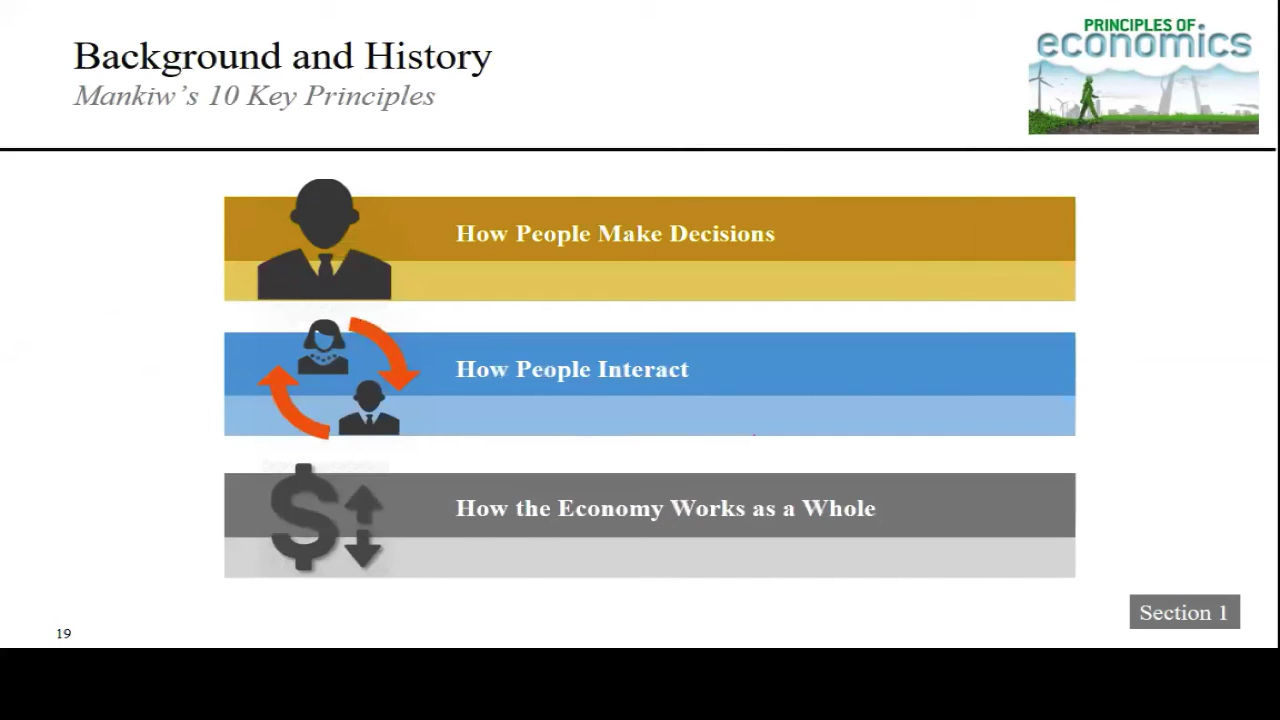 Background and History
Mankiw's 10 Key Principles
PRINCIPLES OF
economics
How People Make Decisions
How People Interact
How the Economy Works as a Whole
Section 1
19